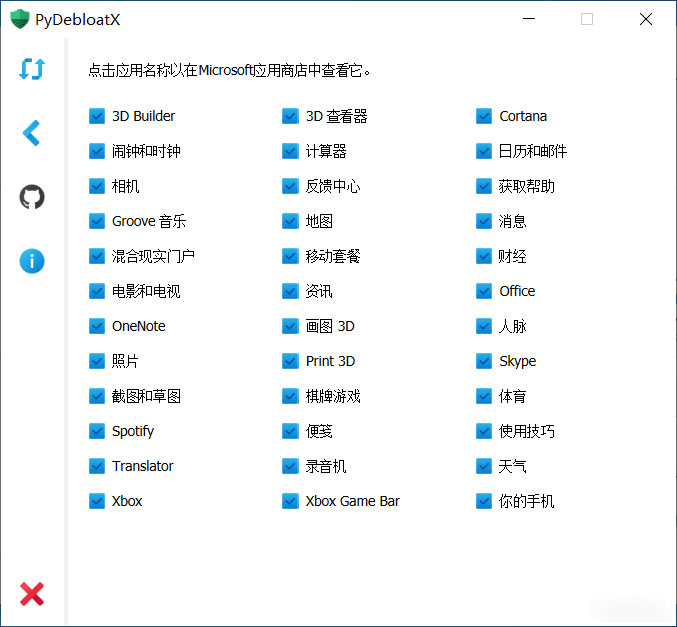 PyDebloatX
点击应用名称以在Microsoft应用商店中查看它。
3D Builder 3D 查看器 Cortana
闹钟和时钟 计算器 日历和邮件
相机 反馈中心 获取帮助
Groove 音乐 地图 消息
混合现实门户 移动套餐 财经
电影和电视 资讯 Office
OneNote 画图 3D 人脉
照片 Print 3D Skype
截图和草图 棋牌游戏 体育
Spotify 便笺 使用技巧
Translator 录音机 天气
Xbox Xbox Game Bar 你的手机